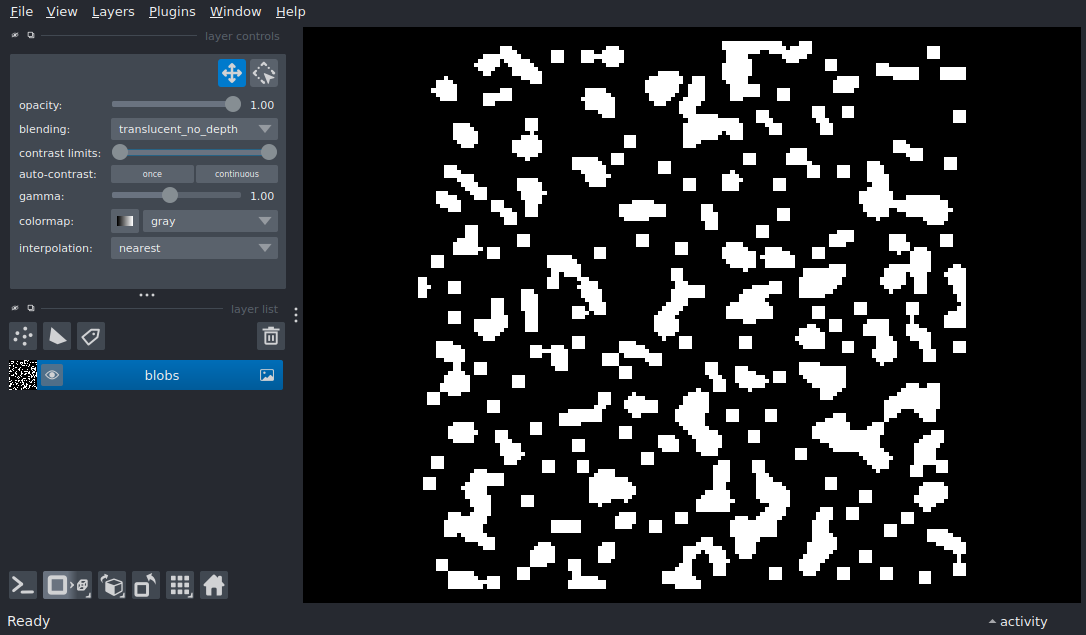 File View Layers Plugins Window Help
layer controls
opacity: 1.00
blending: translucent_no_depth
contrast limits:
auto-contrast: once continuous
gamma: 1.00
colormap: gray
interpolation: nearest
layer list
blobs
Ready
activity